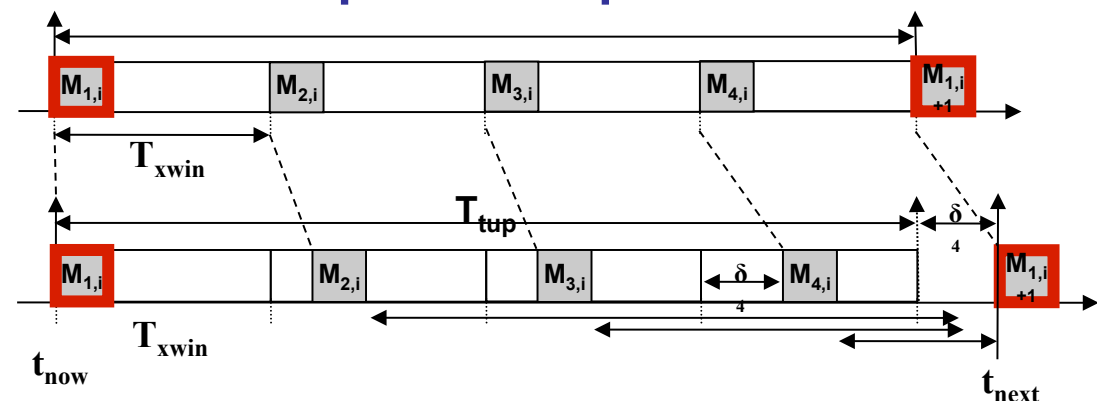 M1,i
M2,i
M3,i
M4,i
M1,i
+1
Txwin
Ttup
δ
4
M1,i
M2,i
M3,i
δ
4
M4,i
M1,i
+1
Txwin
tnow
tnext